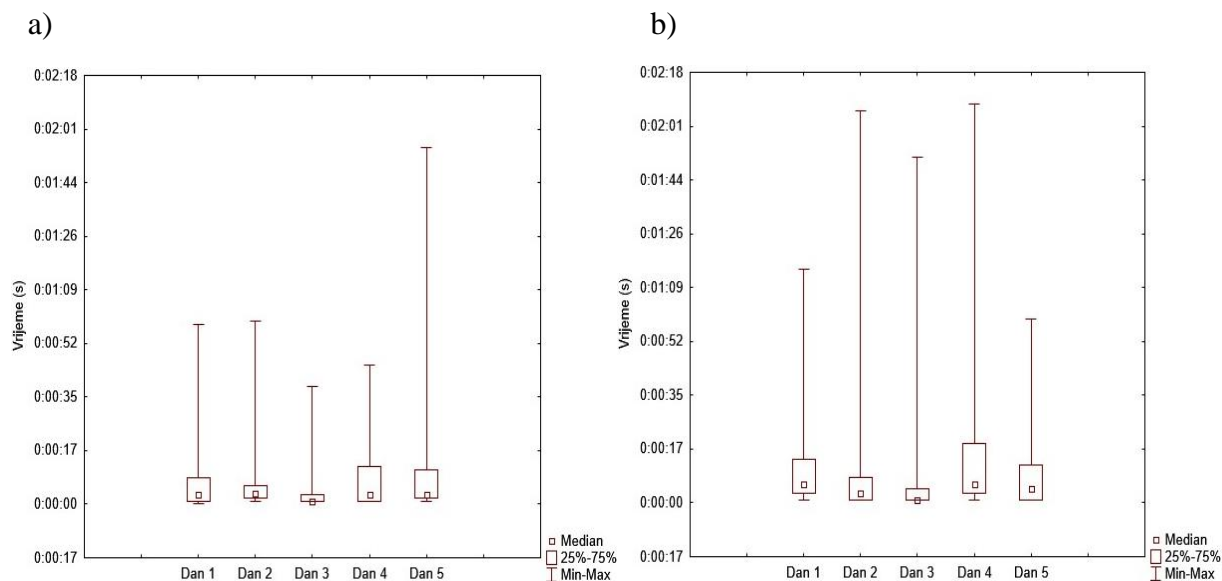 a)
0:02:18
0:02:01
0:01:44
0:01:26
0:01:09
0:00:52
0:00:35
0:00:17
0:00:00
0:00:17
Vrijeme (s)
Dan 1 Dan 2 Dan 3 Dan 4 Dan 5
Median
25%-75%
Min-Max
b)
0:02:18
0:02:01
0:01:44
0:01:26
0:01:09
0:00:52
0:00:35
0:00:17
0:00:00
0:00:17
Vrijeme (s)
Dan 1 Dan 2 Dan 3 Dan 4 Dan 5
Median
25%-75%
Min-Max